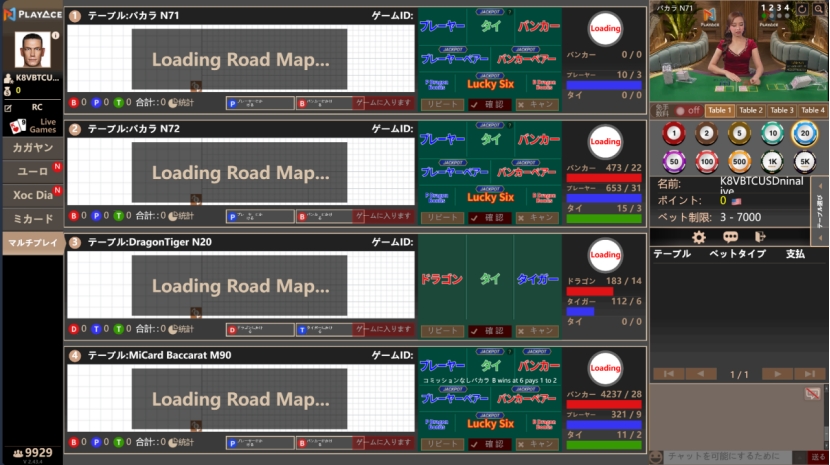 PLAYACE
K8VBTCU...
0
RC
Live
Games
カガヤン
ユーロ N
Xoc Dia N
ミカード
マルチプレイ
9929
1 テーブル:バカラ N71 ゲームID:
Loading Road Map...
B 0 P 0 T 0 合計: : 0 統計
P
B
ゲームに入ります
JACKPOT
プレーヤー タイ バンカー
JACKPOT
プレーヤーペアー バンカーペアー
Lucky Six
リピート 確認 キャン
Loading
バンカー 0 / 0
プレーヤー 10 / 3
タイ 0 / 0
2 テーブル:バカラ N72 ゲームID:
Loading Road Map...
B 0 P 0 T 0 合計: : 0 統計
P
B
ゲームに入ります
JACKPOT
プレーヤー タイ バンカー
JACKPOT
プレーヤーペアー バンカーペアー
Lucky Six
リピート 確認 キャン
Loading
バンカー 473 / 22
プレーヤー 653 / 31
タイ 15 / 3
3 テーブル:DragonTiger N20 ゲームID:
Loading Road Map...
D 0 T 0 T 0 合計: : 0 統計
D
T
ゲームに入ります
ドラゴン タイ タイガー
リピート 確認 キャン
Loading
ドラゴン 183 / 14
タイガー 112 / 6
タイ 0 / 0
4 テーブル:MiCard Baccarat M90 ゲームID:
Loading Road Map...
B 0 P 0 T 0 合計: : 0 統計
P
B
ゲームに入ります
JACKPOT
プレーヤー タイ バンカー
コミッションなしバカラ B wins at 6 pays 1 to 2
JACKPOT
プレーヤーペアー バンカーペアー
Lucky Six
リピート 確認 キャン
Loading
バンカー 4237 / 28
プレーヤー 321 / 9
タイ 11 / 2
バカラ N71
1 2 3 4
PLAYACE
off Table 1 Table 2 Table 3 Table 4
1 2 5 10 20
50 100 500 1K 5K
名前: K8VBTCUSDninal
ive
ポイント: 0
ベット制限: 3 - 7000
テーブル選び
テーブル ベットタイプ 支払
1 / 1
チャットを可能にするために
送る